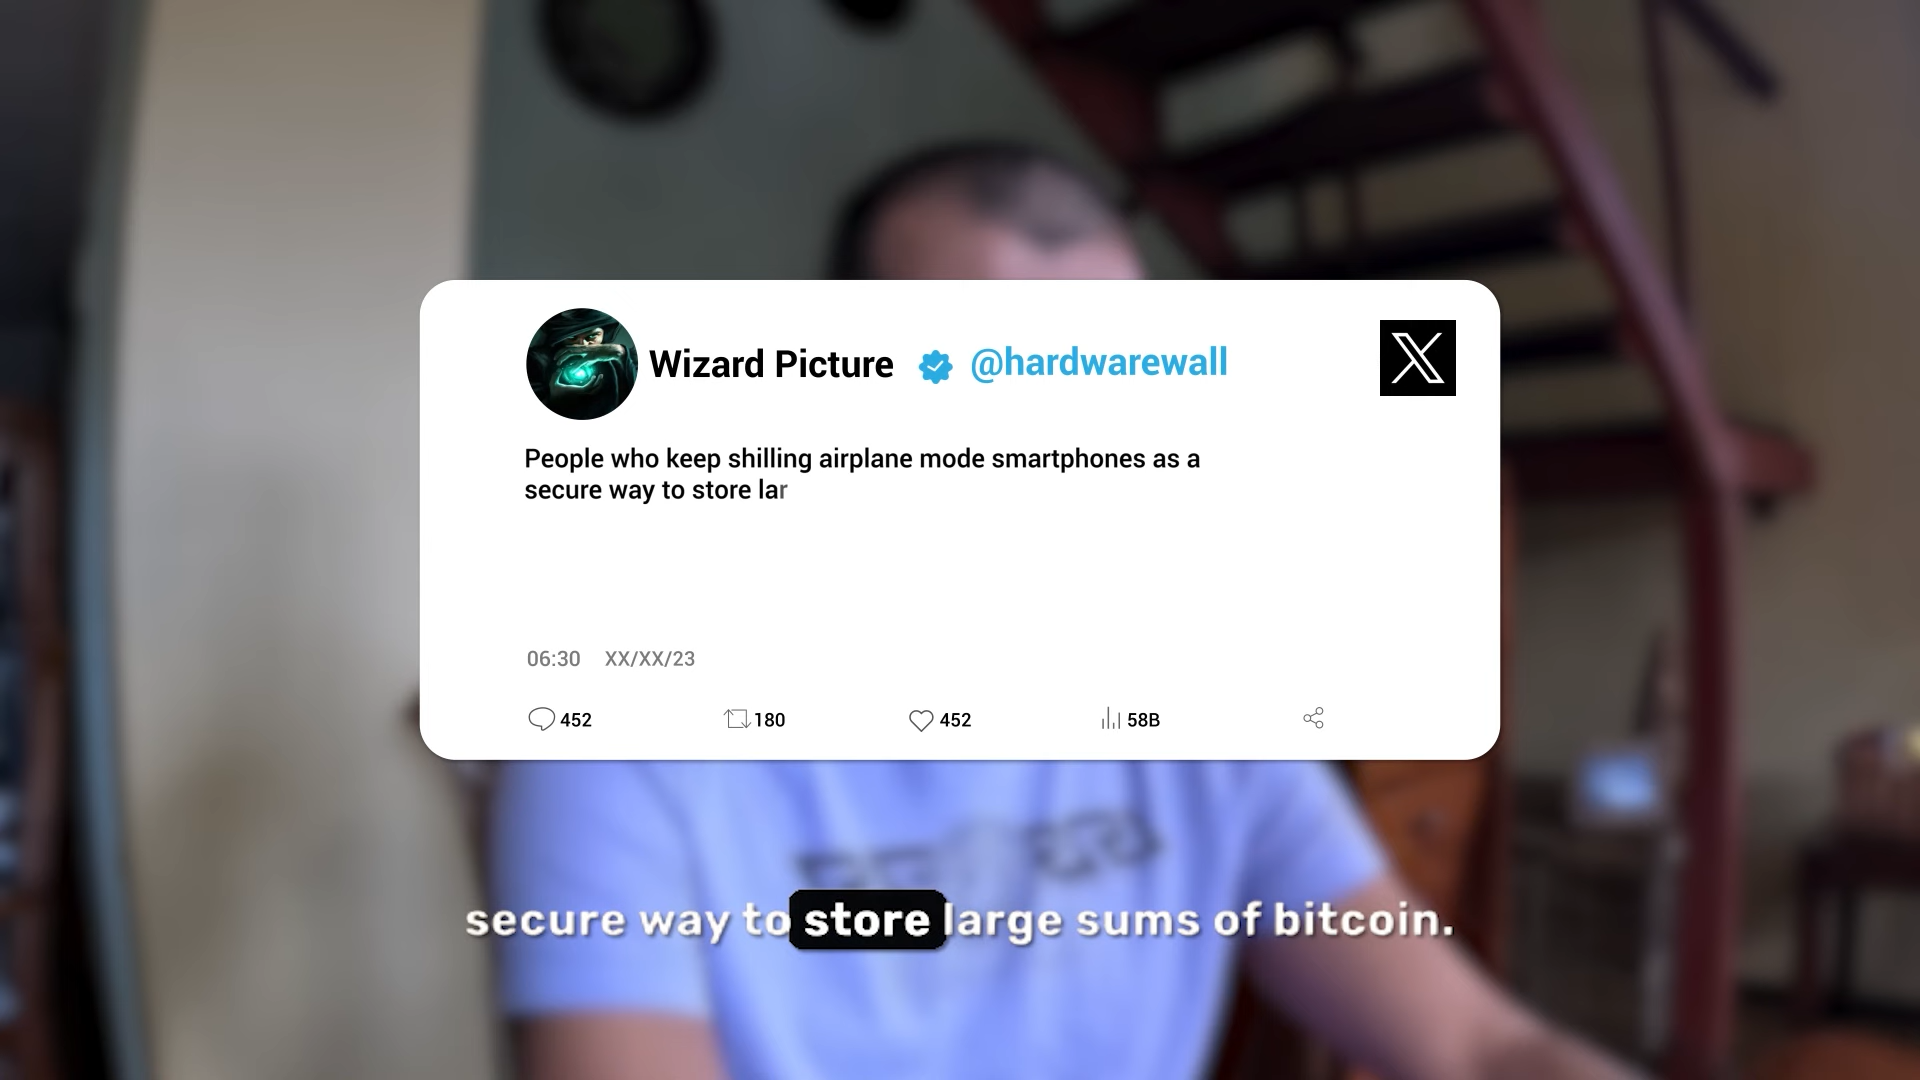 Wizard Picture @hardwarewall
People who keep shilling airplane mode smartphones as a
secure way to store lar
06:30 XX/XX/23
452 180 452 58B
secure way to store large sums of bitcoin.